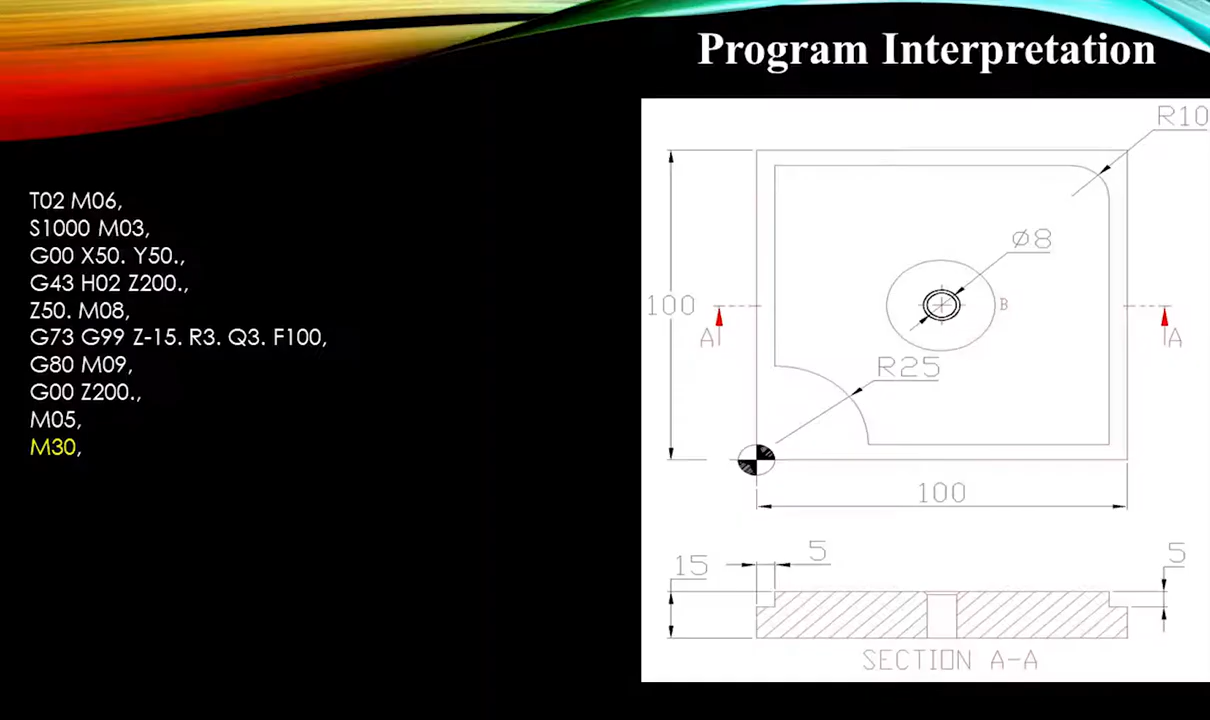 Program Interpretation
T02 M06,
S1000 M03,
G00 X50. Y50.,
G43 H02 Z200.,
Z50. M08,
G73 G99 Z-15. R3. Q3. F100,
G80 M09,
G00 Z200.,
M05,
M30,
R10
ø8
100
B
A
A
R25
100
15
5
5
SECTION A-A